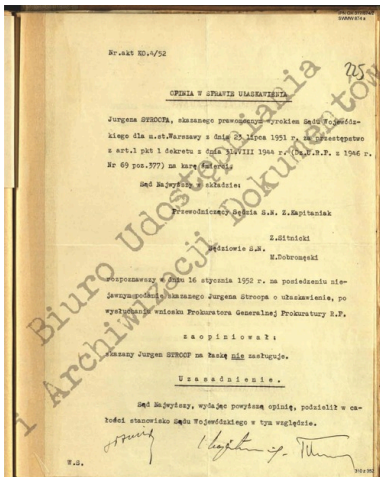 Nr.akt KO.4/52
225
OPINIA W SPRAWIE UŁASKAWIENIA
Jurgena STROOPA, skazanego prawomocnym wyrokiem Sądu Wojewódz-
kiego dla m.st.Warszawy z dnia 23 lipca 1951 r. za przestępstwo
z art.1 pkt 1 dekretu z dnia 31.VIII 1944 r. (Dz.U.R.P. z 1946 r.
Nr 69 poz.377) na karę śmierci.
Sąd Najwyższy w składzie:
Przewodniczący Sędzia S.N. Z.Kapitaniak
Z.Sitnicki
Sędziowie S.N.
M.Dobromęski
rozpoznawszy w dniu 16 stycznia 1952 r. na posiedzeniu nie-
jawnym podanie skazanego Jurgena Stroopa o ułaskawienie, po
wysłuchaniu wniosku Prokuratora Generalnej Prokuratury R.P.
z a o p i n i o w a ł :
skazany Jurgen STROOP na łaskę nie zasługuje.
U z a s a d n i e n i e .
Sąd Najwyższy, wydając powyższą opinię, podzielił w ca-
łości stanowisko Sądu Wojewódzkiego w tym względzie.
W.S.
Biuro Udostępniania
i Archiwizacji Dokumentów